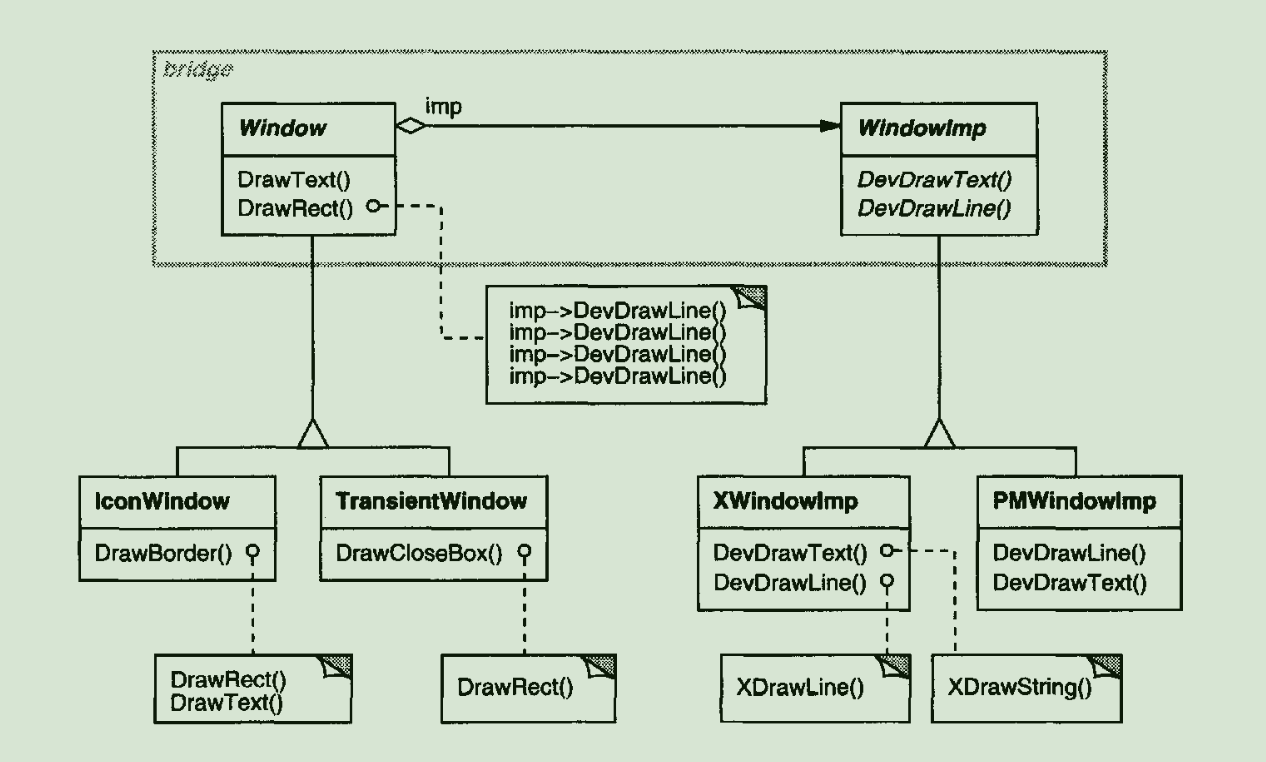 bridge
Window
imp
WindowImp
DrawText()
DrawRect()
DevDrawText()
DevDrawLine()
imp–>DevDrawLine()
imp–>DevDrawLine()
imp–>DevDrawLine()
imp–>DevDrawLine()
IconWindow
DrawBorder()
TransientWindow
DrawCloseBox()
XWindowImp
DevDrawText()
DevDrawLine()
PMWindowImp
DevDrawLine()
DevDrawText()
DrawRect()
DrawText()
DrawRect()
XDrawLine()
XDrawString()